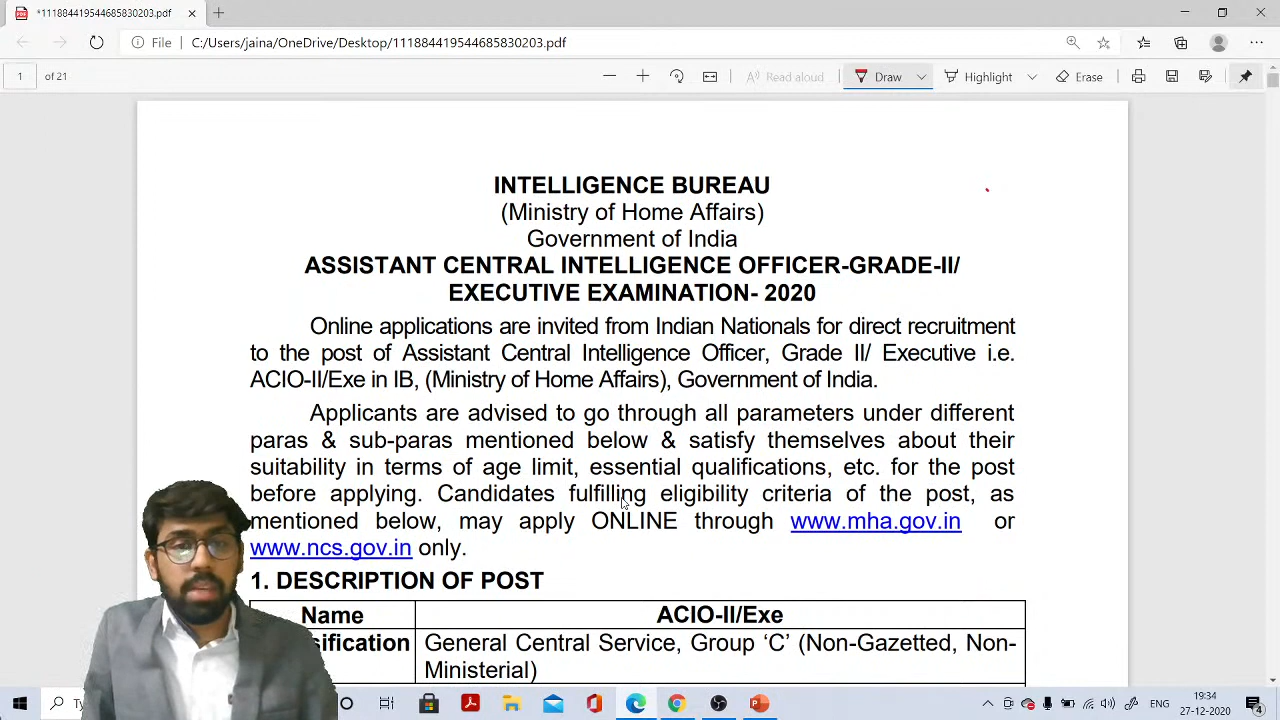 *111884419544685830203.pdf
File
C:/Users/jaina/OneDrive/Desktop/111884419544685830203.pdf
1 of 21
Read aloud
Draw
Highlight
Erase
INTELLIGENCE BUREAU
(Ministry of Home Affairs)
Government of India
ASSISTANT CENTRAL INTELLIGENCE OFFICER-GRADE-II/
EXECUTIVE EXAMINATION- 2020
Online applications are invited from Indian Nationals for direct recruitment
to the post of Assistant Central Intelligence Officer, Grade II/ Executive i.e.
ACIO-II/Exe in IB, (Ministry of Home Affairs), Government of India.
Applicants are advised to go through all parameters under different
paras & sub-paras mentioned below & satisfy themselves about their
suitability in terms of age limit, essential qualifications, etc. for the post
before applying. Candidates fulfilling eligibility criteria of the post, as
mentioned below, may apply ONLINE through www.mha.gov.in or
www.ncs.gov.in only.
1. DESCRIPTION OF POST
Name
ACIO-II/Exe
sification
General Central Service, Group ‘C’ (Non-Gazetted, Non-
Ministerial)
ENG
19:34
27-12-2020
4